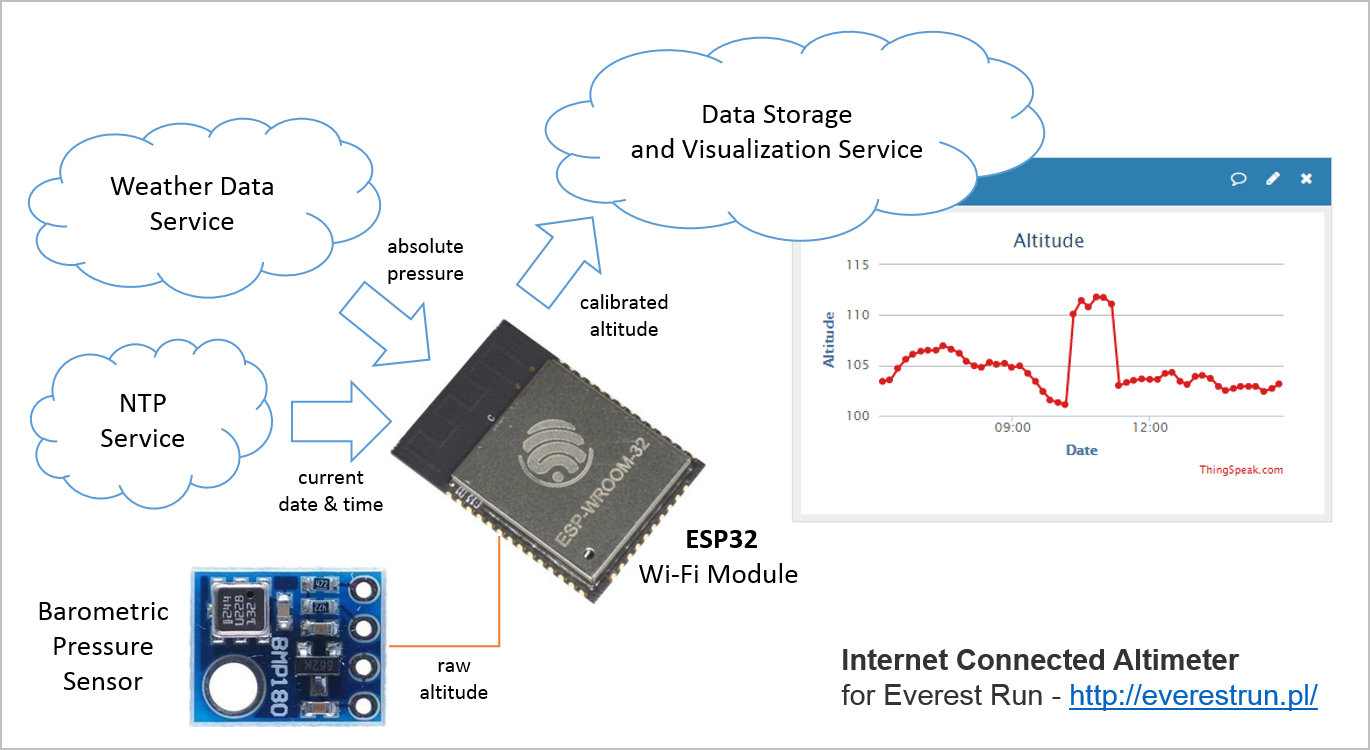 Data Storage
and Visualization Service
Weather Data
Service
absolute
pressure
calibrated
altitude
NTP
Service
current
date & time
Altitude
115
110
105
100
Altitude
09:00
12:00
Date
ThingSpeak.com
ESP-WROOM-32
ESP32
Wi-Fi Module
Barometric
Pressure
Sensor
472
BMP180
662K
raw
altitude
Internet Connected Altimeter
for Everest Run - http://everestrun.pl/